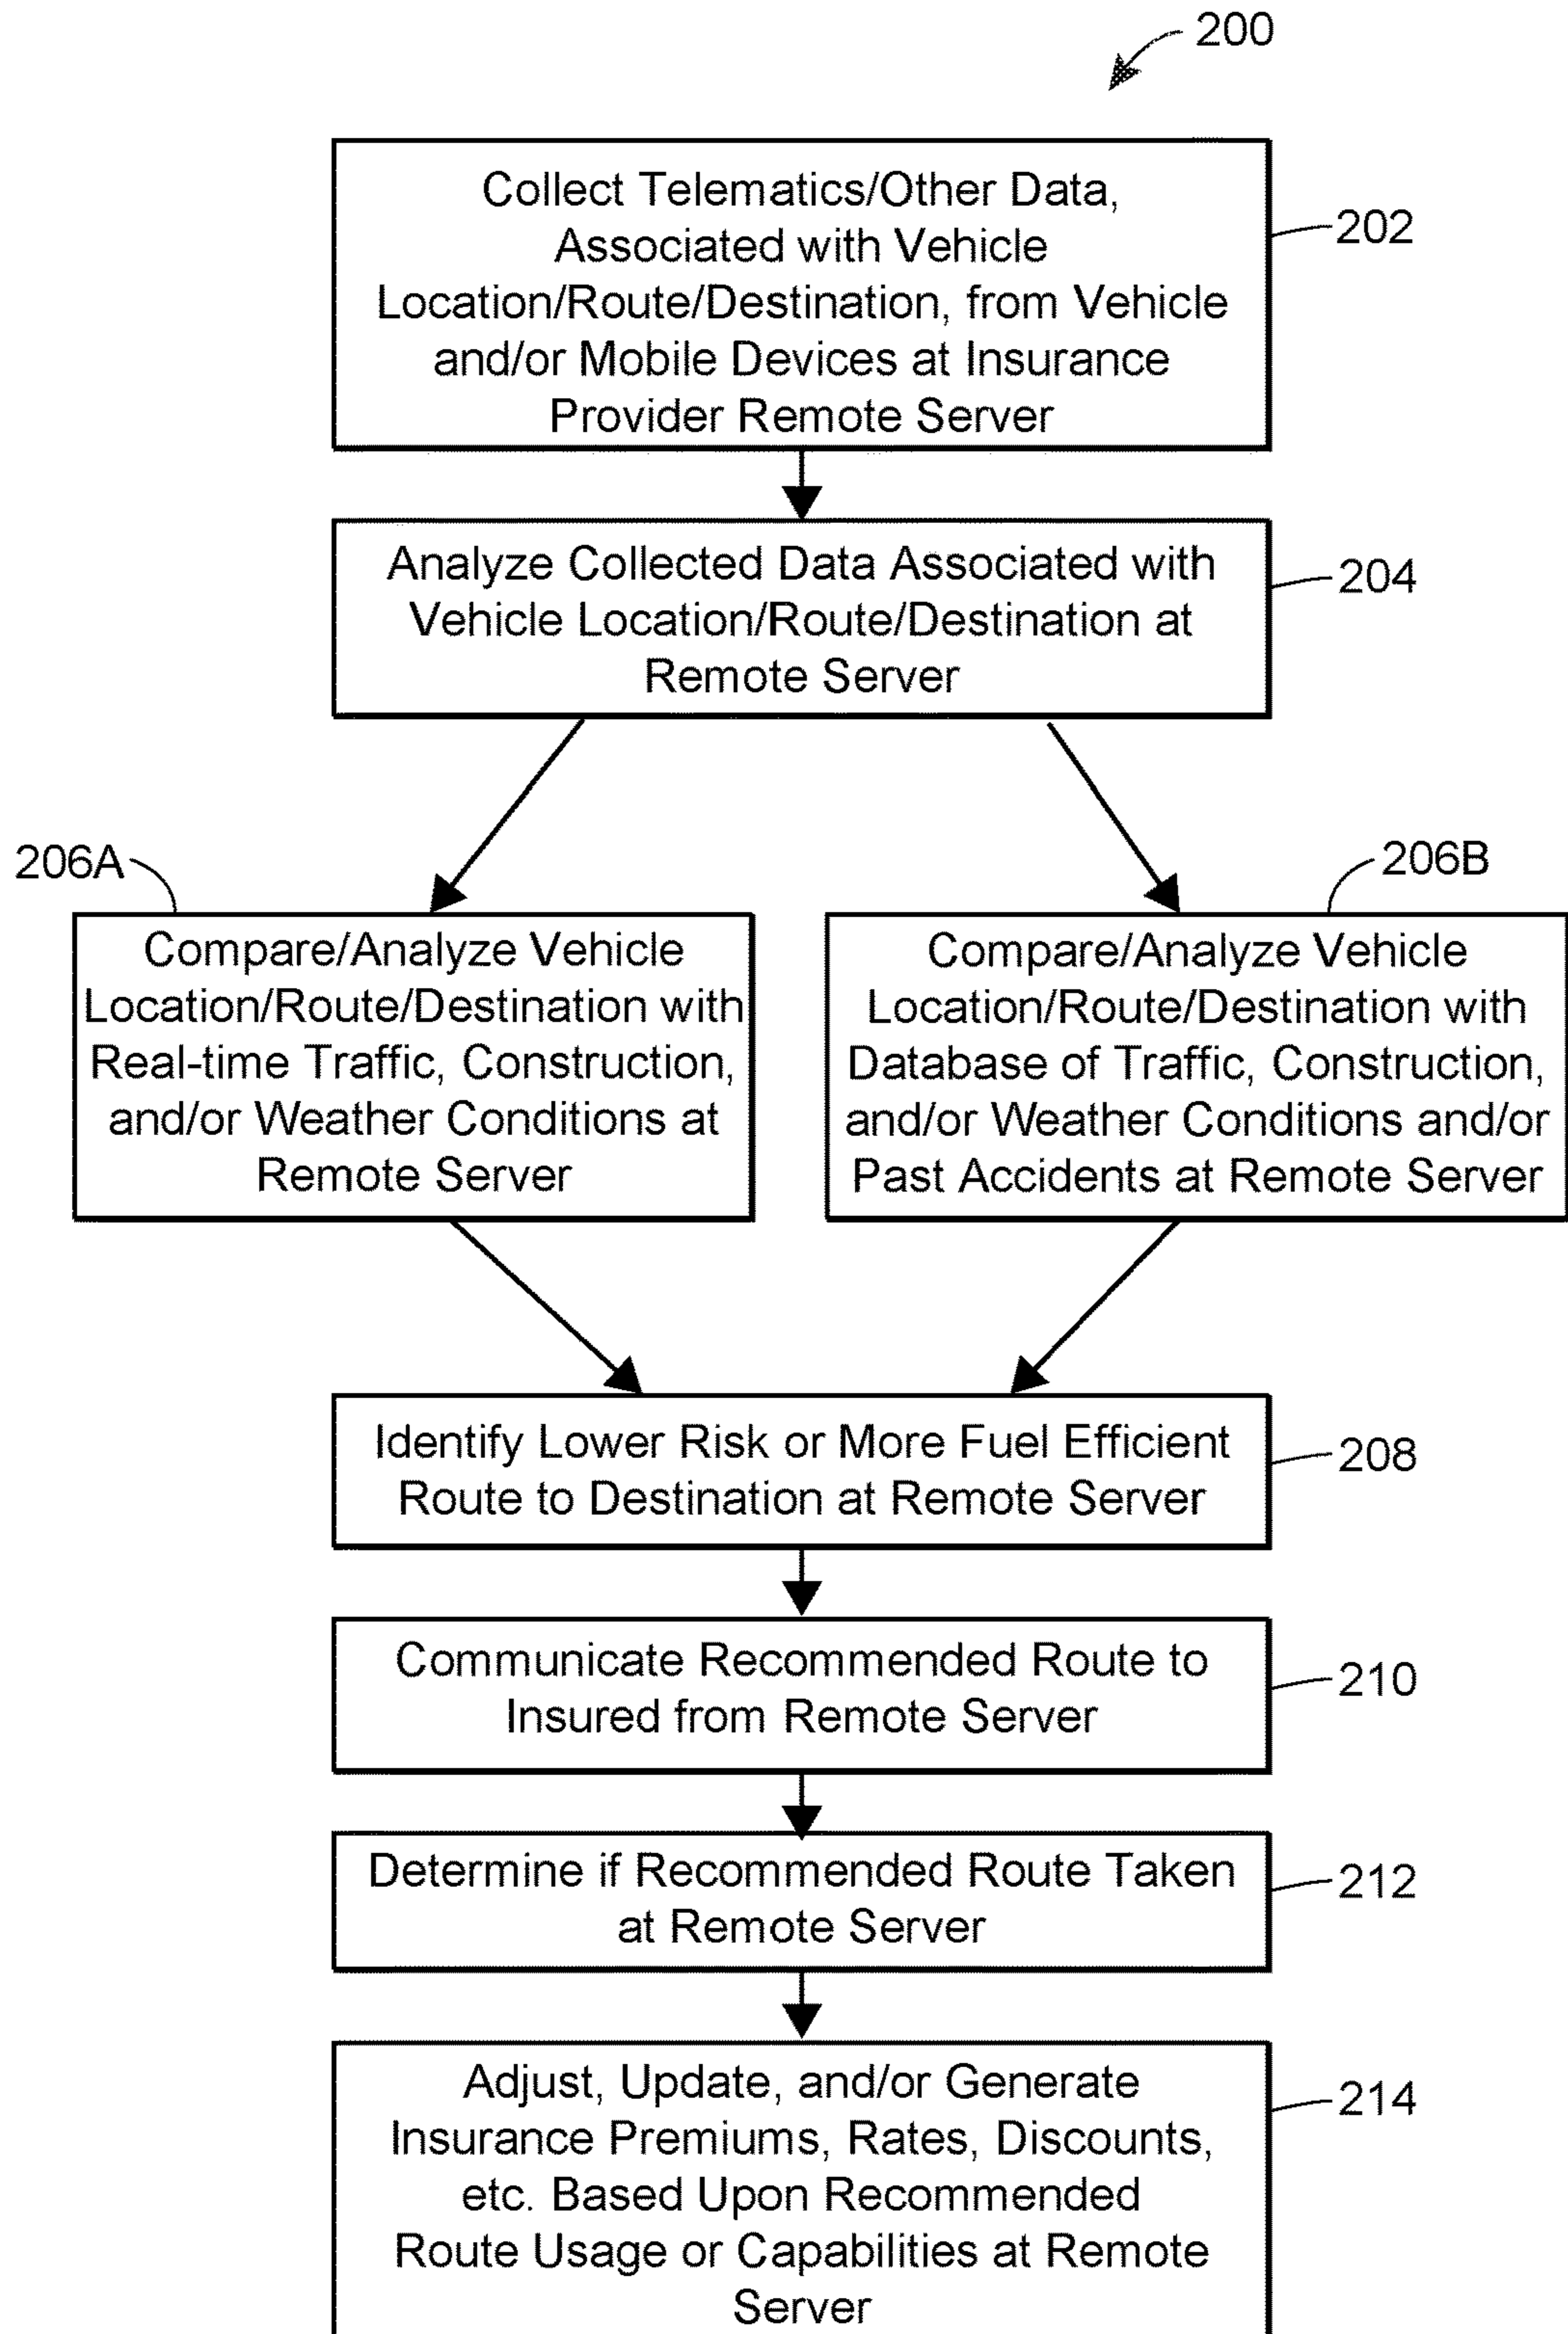 200
Collect Telematics/Other Data,
Associated with Vehicle
Location/Route/Destination, from Vehicle
and/or Mobile Devices at Insurance
Provider Remote Server
202
Analyze Collected Data Associated with
Vehicle Location/Route/Destination at
Remote Server
204
206A
Compare/Analyze Vehicle
Location/Route/Destination with
Real-time Traffic, Construction,
and/or Weather Conditions at
Remote Server
206B
Compare/Analyze Vehicle
Location/Route/Destination with
Database of Traffic, Construction,
and/or Weather Conditions and/or
Past Accidents at Remote Server
Identify Lower Risk or More Fuel Efficient
Route to Destination at Remote Server
208
Communicate Recommended Route to
Insured from Remote Server
210
Determine if Recommended Route Taken
at Remote Server
212
Adjust, Update, and/or Generate
Insurance Premiums, Rates, Discounts,
etc. Based Upon Recommended
Route Usage or Capabilities at Remote
Server
214